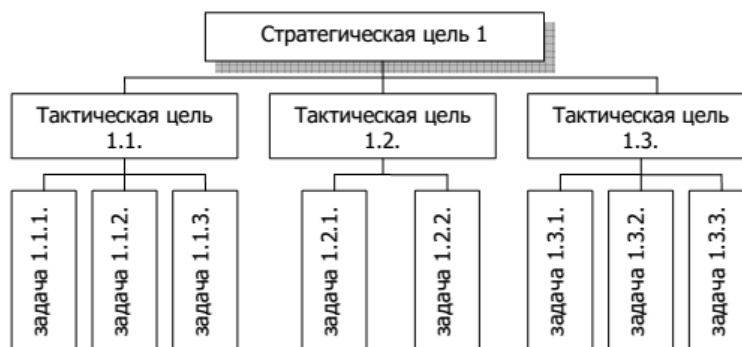 Стратегическая цель 1
Тактическая цель
1.1.
Тактическая цель
1.2.
Тактическая цель
1.3.
задача 1.1.1.
задача 1.1.2.
задача 1.1.3.
задача 1.2.1.
задача 1.2.2.
задача 1.3.1.
задача 1.3.2.
задача 1.3.3.